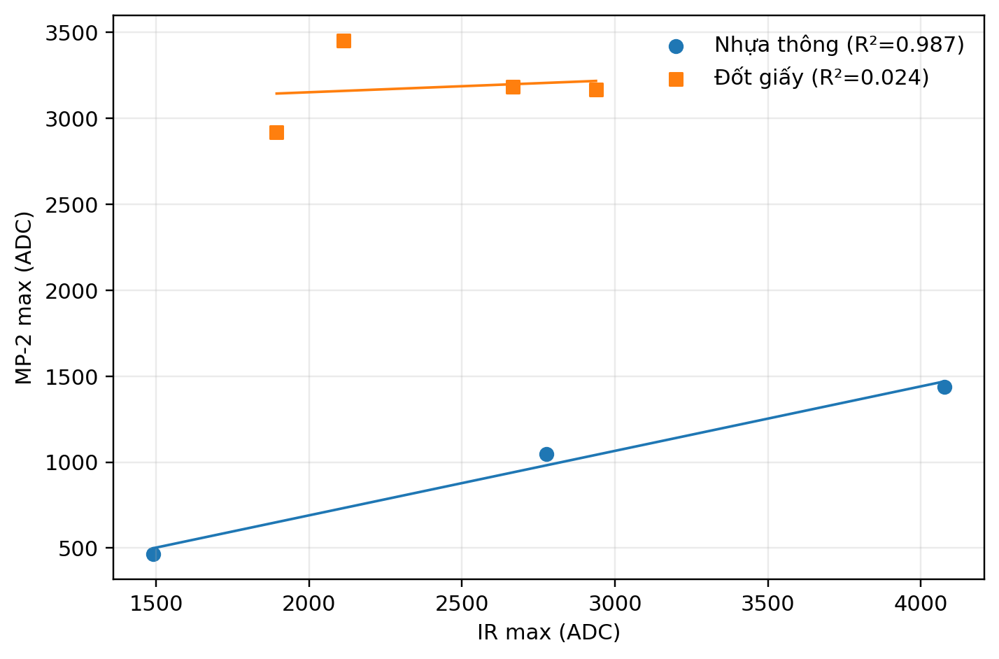 3500
3000
2500
2000
1500
1000
500
MP-2 max (ADC)
Nhựa thông (R²=0.987)
Đốt giấy (R²=0.024)
1500 2000 2500 3000 3500 4000
IR max (ADC)